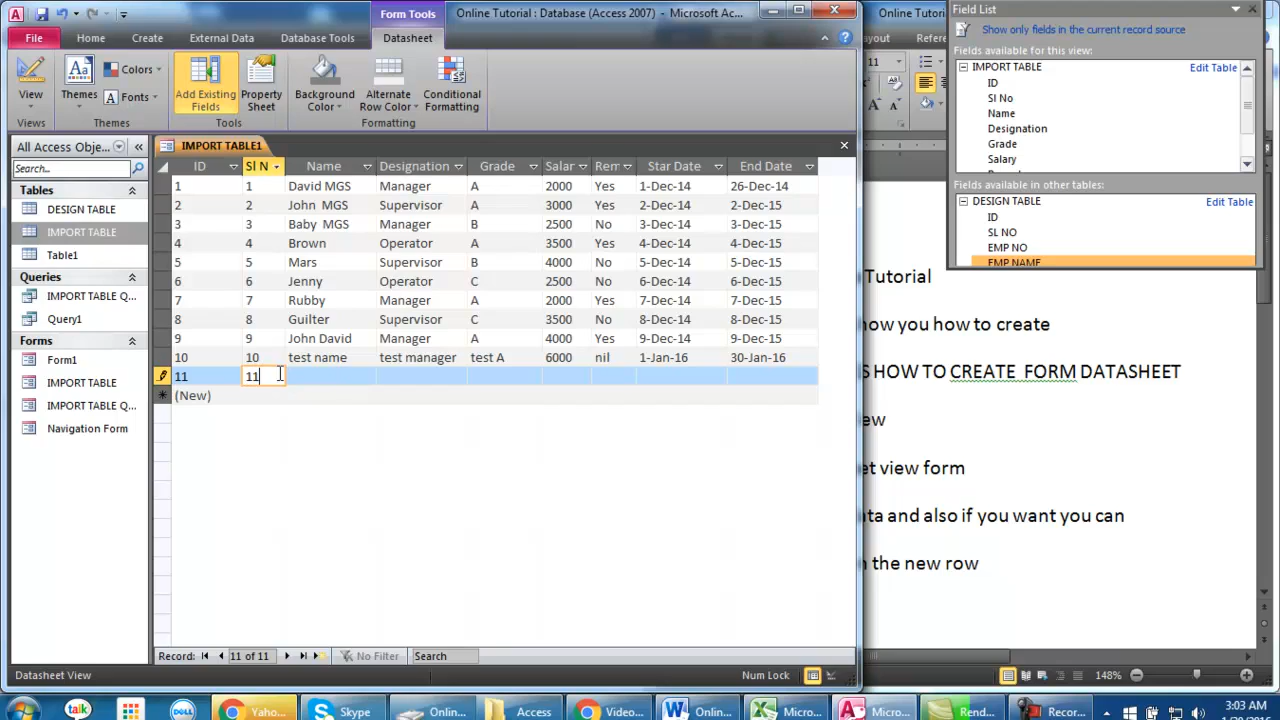 Form Tools
Online Tutorial : Database (Access 2007) - Microsoft Ac...
File
Home
Create
External Data
Database Tools
Datasheet
View
Themes
Colors
Fonts
Add Existing Fields
Property Sheet
Background Color
Alternate Row Color
Conditional Formatting
Views
Themes
Tools
Formatting
All Access Obje...
Search...
Tables
DESIGN TABLE
IMPORT TABLE
Table1
Queries
IMPORT TABLE Q...
Query1
Forms
Form1
IMPORT TABLE
IMPORT TABLE Q...
Navigation Form
IMPORT TABLE1
ID Sl N Name Designation Grade Salar Rem Star Date End Date
1 1 David MGS Manager A 2000 Yes 1-Dec-14 26-Dec-14
2 2 John MGS Supervisor A 3000 Yes 2-Dec-14 2-Dec-15
3 3 Baby MGS Manager B 2500 No 3-Dec-14 3-Dec-15
4 4 Brown Operator A 3500 Yes 4-Dec-14 4-Dec-15
5 5 Mars Supervisor B 4000 No 5-Dec-14 5-Dec-15
6 6 Jenny Operator C 2500 No 6-Dec-14 6-Dec-15
7 7 Rubby Manager A 2000 Yes 7-Dec-14 7-Dec-15
8 8 Guilter Supervisor C 3500 No 8-Dec-14 8-Dec-15
9 9 John David Manager A 4000 Yes 9-Dec-14 9-Dec-15
10 10 test name test manager test A 6000 nil 1-Jan-16 30-Jan-16
11 11
(New)
Record: 11 of 11 No Filter Search
Datasheet View
Num Lock
Field List
Show only fields in the current record source
Fields available for this view:
IMPORT TABLE Edit Table
ID
Sl No
Name
Designation
Grade
Salary
Fields available in other tables:
DESIGN TABLE Edit Table
ID
SL NO
EMP NO
EMP NAME
ayout
Refere
Tutorial
how you how to create
S HOW TO CREATE FORM DATASHEET
ew
et view form
ata and also if you want you can
n the new row
148%
talk
DELL
Yaho...
Skype
Onlin...
Access
Video...
Onlin...
Micro...
Micro...
Rend...
Recor...
3:03 AM